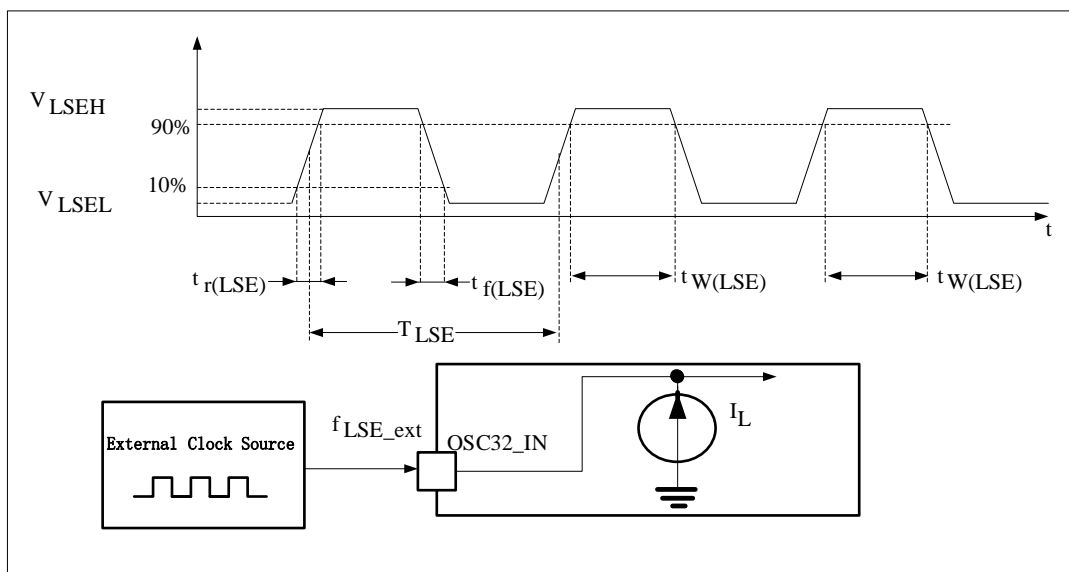 V LSEH
90%
10%
V LSEL
t
t r(LSE)
t f(LSE)
t W(LSE)
t W(LSE)
T LSE
f LSE_ext
OSC32_IN
I L
External Clock Source